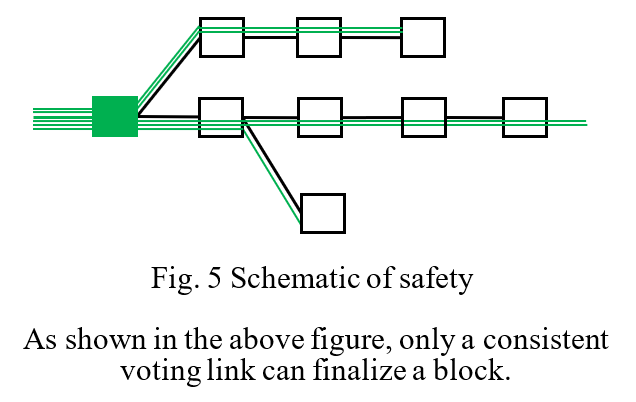 Fig. 5 Schematic of safety
As shown in the above figure, only a consistent
voting link can finalize a block.